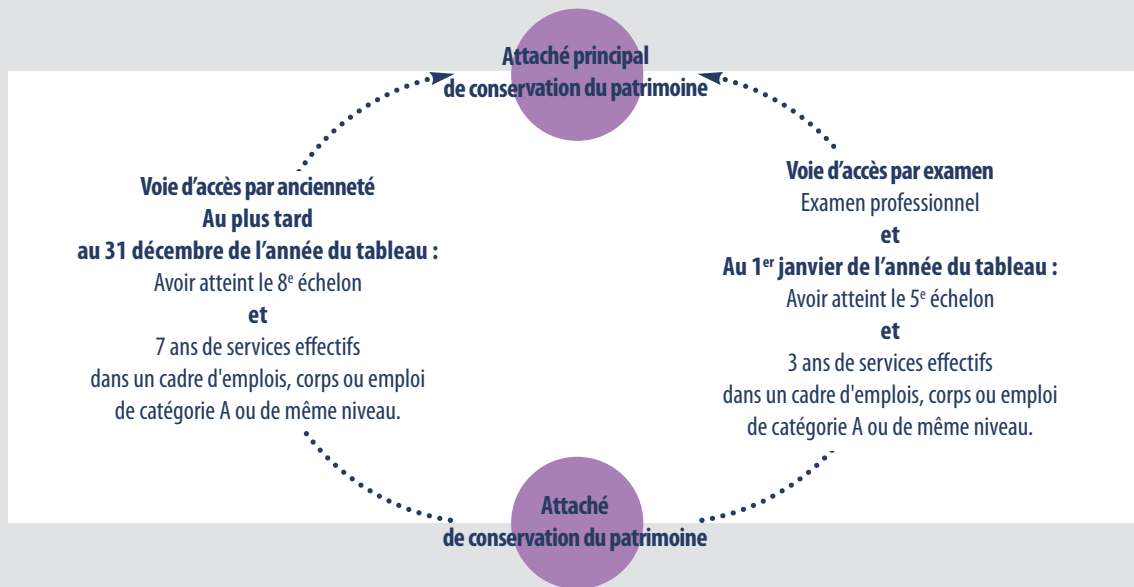 Attaché principal
de conservation du patrimoine
Voie d'accès par ancienneté
Au plus tard
au 31 décembre de l'année du tableau :
Avoir atteint le 8e échelon
et
7 ans de services effectifs
dans un cadre d'emplois, corps ou emploi
de catégorie A ou de même niveau.
Voie d'accès par examen
Examen professionnel
et
Au 1er janvier de l'année du tableau :
Avoir atteint le 5e échelon
et
3 ans de services effectifs
dans un cadre d'emplois, corps ou emploi
de catégorie A ou de même niveau.
Attaché
de conservation du patrimoine